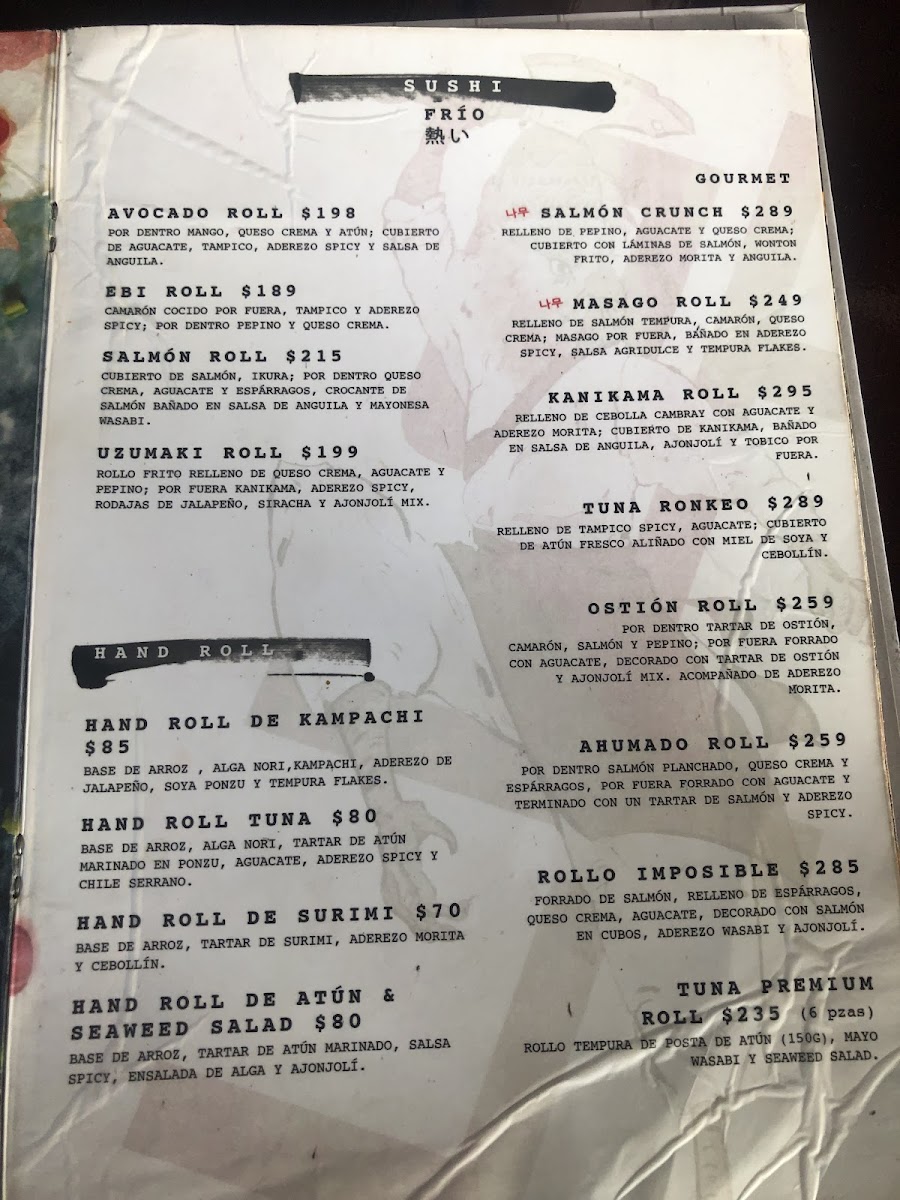 SUSHI
FRÍO
熱い
AVOCADO ROLL $198
POR DENTRO MANGO, QUESO CREMA Y ATÚN; CUBIERTO
DE AGUACATE, TAMPICO, ADEREZO SPICY Y SALSA DE
ANGUILA.
EBI ROLL $189
CAMARÓN COCIDO POR FUERA, TAMPICO Y ADEREZO
SPICY; POR DENTRO PEPINO Y QUESO CREMA.
SALMÓN ROLL $215
CUBIERTO DE SALMÓN, IKURA; POR DENTRO QUESO
CREMA, AGUACATE Y ESPÁRRAGOS, CROCANTE DE
SALMÓN BAÑADO EN SALSA DE ANGUILA Y MAYONESA
WASABI.
UZUMAKI ROLL $199
ROLLO FRITO RELLENO DE QUESO CREMA, AGUACATE Y
PEPINO; POR FUERA KANIKAMA, ADEREZO SPICY,
RODAJAS DE JALAPEÑO, SIRACHA Y AJONJOLÍ MIX.
HAND ROLL
HAND ROLL DE KAMPACHI
$85
BASE DE ARROZ , ALGA NORI,KAMPACHI, ADEREZO DE
JALAPEÑO, SOYA PONZU Y TEMPURA FLAKES.
HAND ROLL TUNA $80
BASE DE ARROZ, ALGA NORI, TARTAR DE ATÚN
MARINADO EN PONZU, AGUACATE, ADEREZO SPICY Y
CHILE SERRANO.
HAND ROLL DE SURIMI $70
BASE DE ARROZ, TARTAR DE SURIMI, ADEREZO MORITA
Y CEBOLLÍN.
HAND ROLL DE ATÚN &
SEAWEED SALAD $80
BASE DE ARROZ, TARTAR DE ATÚN MARINADO, SALSA
SPICY, ENSALADA DE ALGA Y AJONJOLÍ.
GOURMET
나무 SALMÓN CRUNCH $289
RELLENO DE PEPINO, AGUACATE Y QUESO CREMA;
CUBIERTO CON LÁMINAS DE SALMÓN, WONTON
FRITO, ADEREZO MORITA Y ANGUILA.
나무 MASAGO ROLL $249
RELLENO DE SALMÓN TEMPURA, CAMARÓN, QUESO
CREMA; MASAGO POR FUERA, BAÑADO EN ADEREZO
SPICY, SALSA AGRIDULCE Y TEMPURA FLAKES.
KANIKAMA ROLL $295
RELLENO DE CEBOLLA CAMBRAY CON AGUACATE Y
ADEREZO MORITA; CUBIERTO DE KANIKAMA, BAÑADO
EN SALSA DE ANGUILA, AJONJOLÍ Y TOBICO POR
FUERA.
TUNA RONKEO $289
RELLENO DE TAMPICO SPICY, AGUACATE; CUBIERTO
DE ATÚN FRESCO ALIÑADO CON MIEL DE SOYA Y
CEBOLLÍN.
OSTIÓN ROLL $259
POR DENTRO TARTAR DE OSTIÓN,
CAMARÓN, SALMÓN Y PEPINO; POR FUERA FORRADO
CON AGUACATE, DECORADO CON TARTAR DE OSTIÓN
Y AJONJOLÍ MIX. ACOMPAÑADO DE ADEREZO
MORITA.
AHUMADO ROLL $259
POR DENTRO SALMÓN PLANCHADO, QUESO CREMA Y
ESPÁRRAGOS, POR FUERA FORRADO CON AGUACATE Y
TERMINADO CON UN TARTAR DE SALMÓN Y ADEREZO
SPICY.
ROLLO IMPOSIBLE $285
FORRADO DE SALMÓN, RELLENO DE ESPÁRRAGOS,
QUESO CREMA, AGUACATE, DECORADO CON SALMÓN
EN CUBOS, ADEREZO WASABI Y AJONJOLÍ.
TUNA PREMIUM
ROLL $235 (6 pzas)
ROLLO TEMPURA DE POSTA DE ATÚN (150G), MAYO
WASABI Y SEAWEED SALAD.